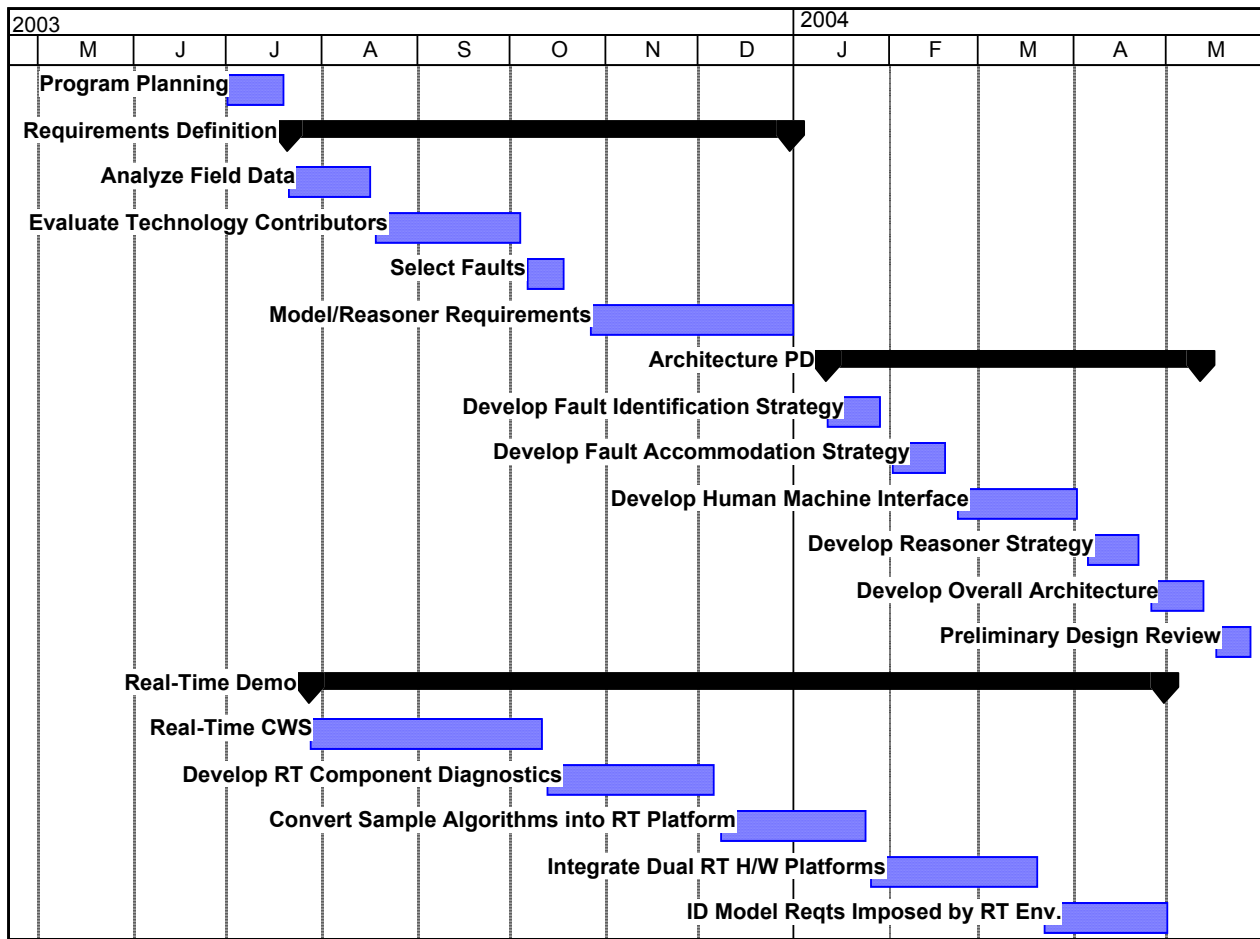 2003 2004
M J J A S O N D J F M A M
Program Planning
Requirements Definition
Analyze Field Data
Evaluate Technology Contributors
Select Faults
Model/Reasoner Requirements
Architecture PD
Develop Fault Identification Strategy
Develop Fault Accommodation Strategy
Develop Human Machine Interface
Develop Reasoner Strategy
Develop Overall Architecture
Preliminary Design Review
Real-Time Demo
Real-Time CWS
Develop RT Component Diagnostics
Convert Sample Algorithms into RT Platform
Integrate Dual RT H/W Platforms
ID Model Reqts Imposed by RT Env.